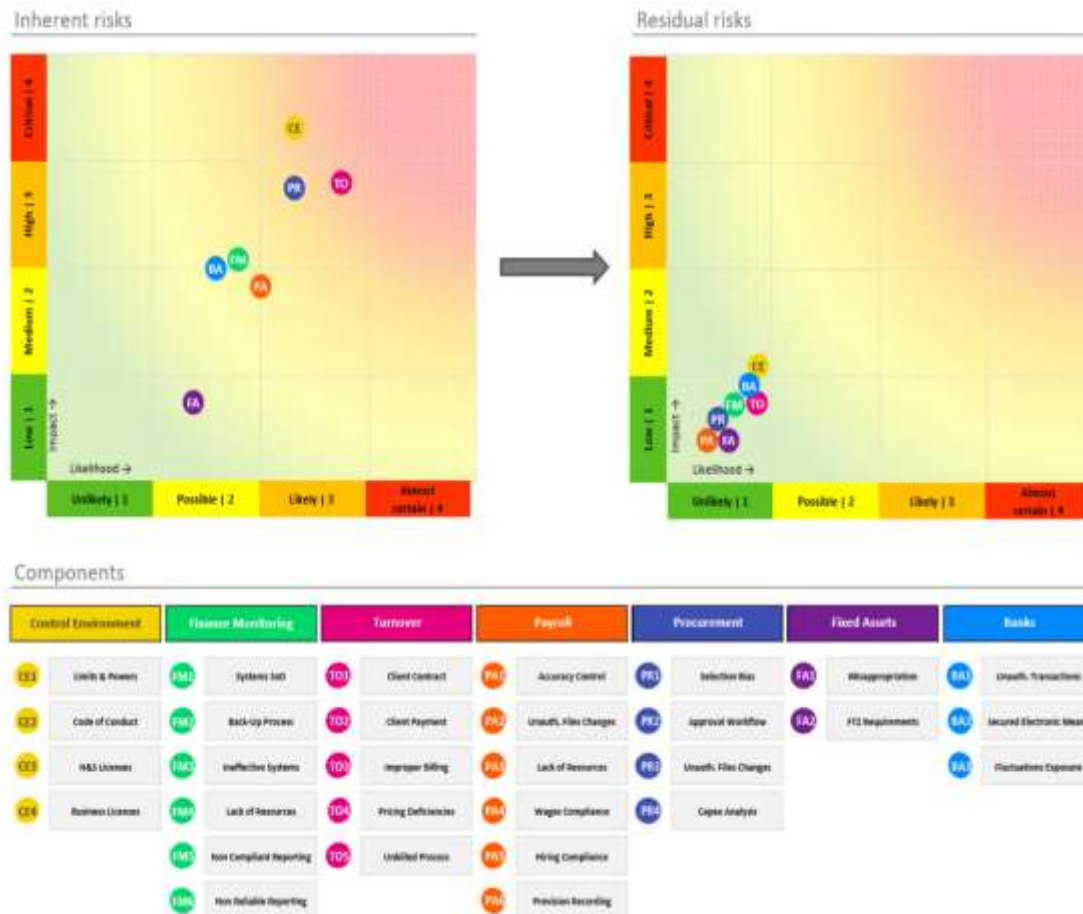 Inherent risks
Residual risks
Critical | 4
High | 3
Medium | 2
Low | 1
Impact →
Likelihood →
Unlikely | 1
Possible | 2
Likely | 3
Almost
certain | 4
CE
PR
TO
FM
BA
PA
FA
Critical | 4
High | 3
Medium | 2
Low | 1
Impact →
Likelihood →
Unlikely | 1
Possible | 2
Likely | 3
Almost
certain | 4
CE
BA
FM
TO
PR
PA
FA
Components
Control Environment
Finance Monitoring
Turnover
Payroll
Procurement
Fixed Assets
Banks
CE1 Limits & Powers
FM1 Systems SoD
TO1 Client Contract
PA1 Accuracy Control
PR1 Selection Bias
FA1 Misappropriation
BA1 Unauth. Transactions
CE2 Code of Conduct
FM2 Back-Up Process
TO2 Client Payment
PA2 Unauth. Files Changes
PR2 Approval Workflow
FA2 Requirements
BA2 Secured Electronic
CE3 H&S Licenses
FM3 Ineffective Systems
TO3 Improper Billing
PA3 Lack of Resources
PR3 Unauth. Files Changes
BA3 Fluctuations Exposure
CE4 Business Licenses
FM4 Lack of Resources
TO4 Pricing Deficiencies
PA4 Wages Compliance
PR4 Capex Analysis
FM5 Non Compliant Reporting
TO5 Unbilled Process
PA5 Hiring Compliance
FM6 Non Reliable Reporting
PA6 Provision Recording